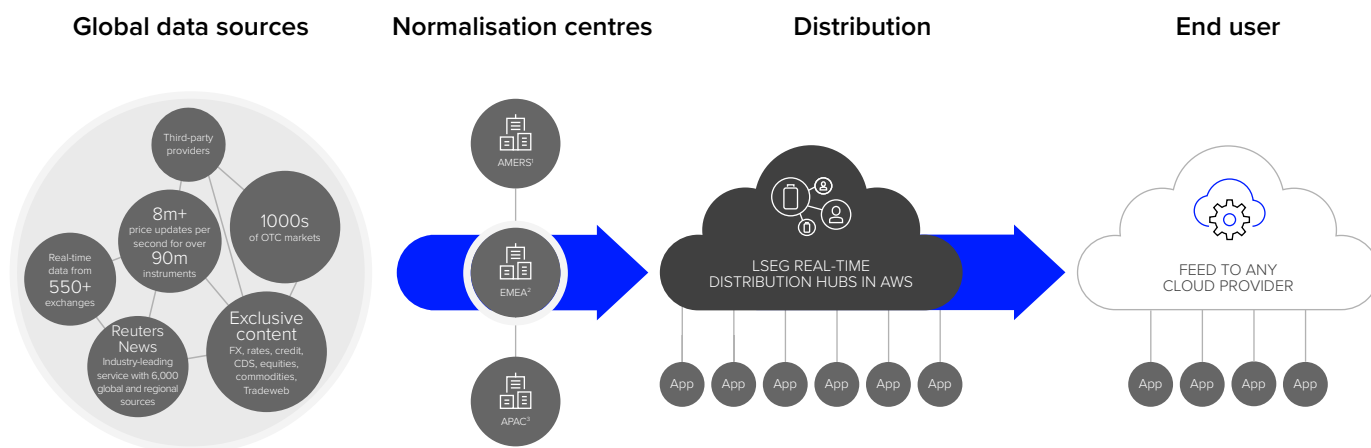 Global data sources
Normalisation centres
Distribution
End user
Third-party
providers
8m+
price updates per
second for over
90m
instruments
1000s
of OTC markets
Real-time
data from
550+
exchanges
Reuters
News
Industry-leading
service with 6,000
global and regional
sources
Exclusive
content
FX, rates, credit,
CDS, equities,
commodities,
Tradeweb
AMERS¹
EMEA²
APAC³
LSEG REAL-TIME
DISTRIBUTION HUBS IN AWS
App
App
App
App
App
App
FEED TO ANY
CLOUD PROVIDER
App
App
App
App